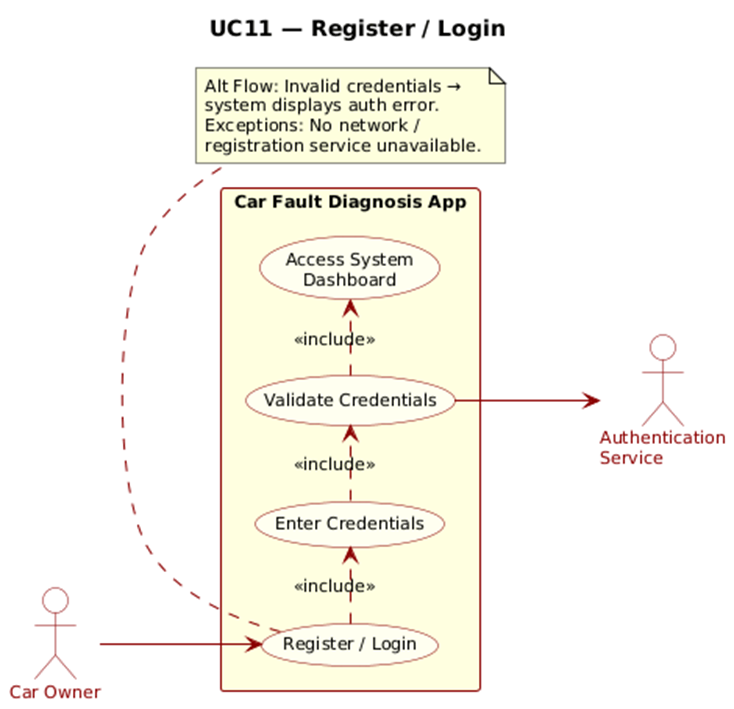 UC11 — Register / Login
Alt Flow: Invalid credentials →
system displays auth error.
Exceptions: No network /
registration service unavailable.
Car Fault Diagnosis App
Access System
Dashboard
«include»
Validate Credentials
Authentication
Service
«include»
Enter Credentials
«include»
Register / Login
Car Owner